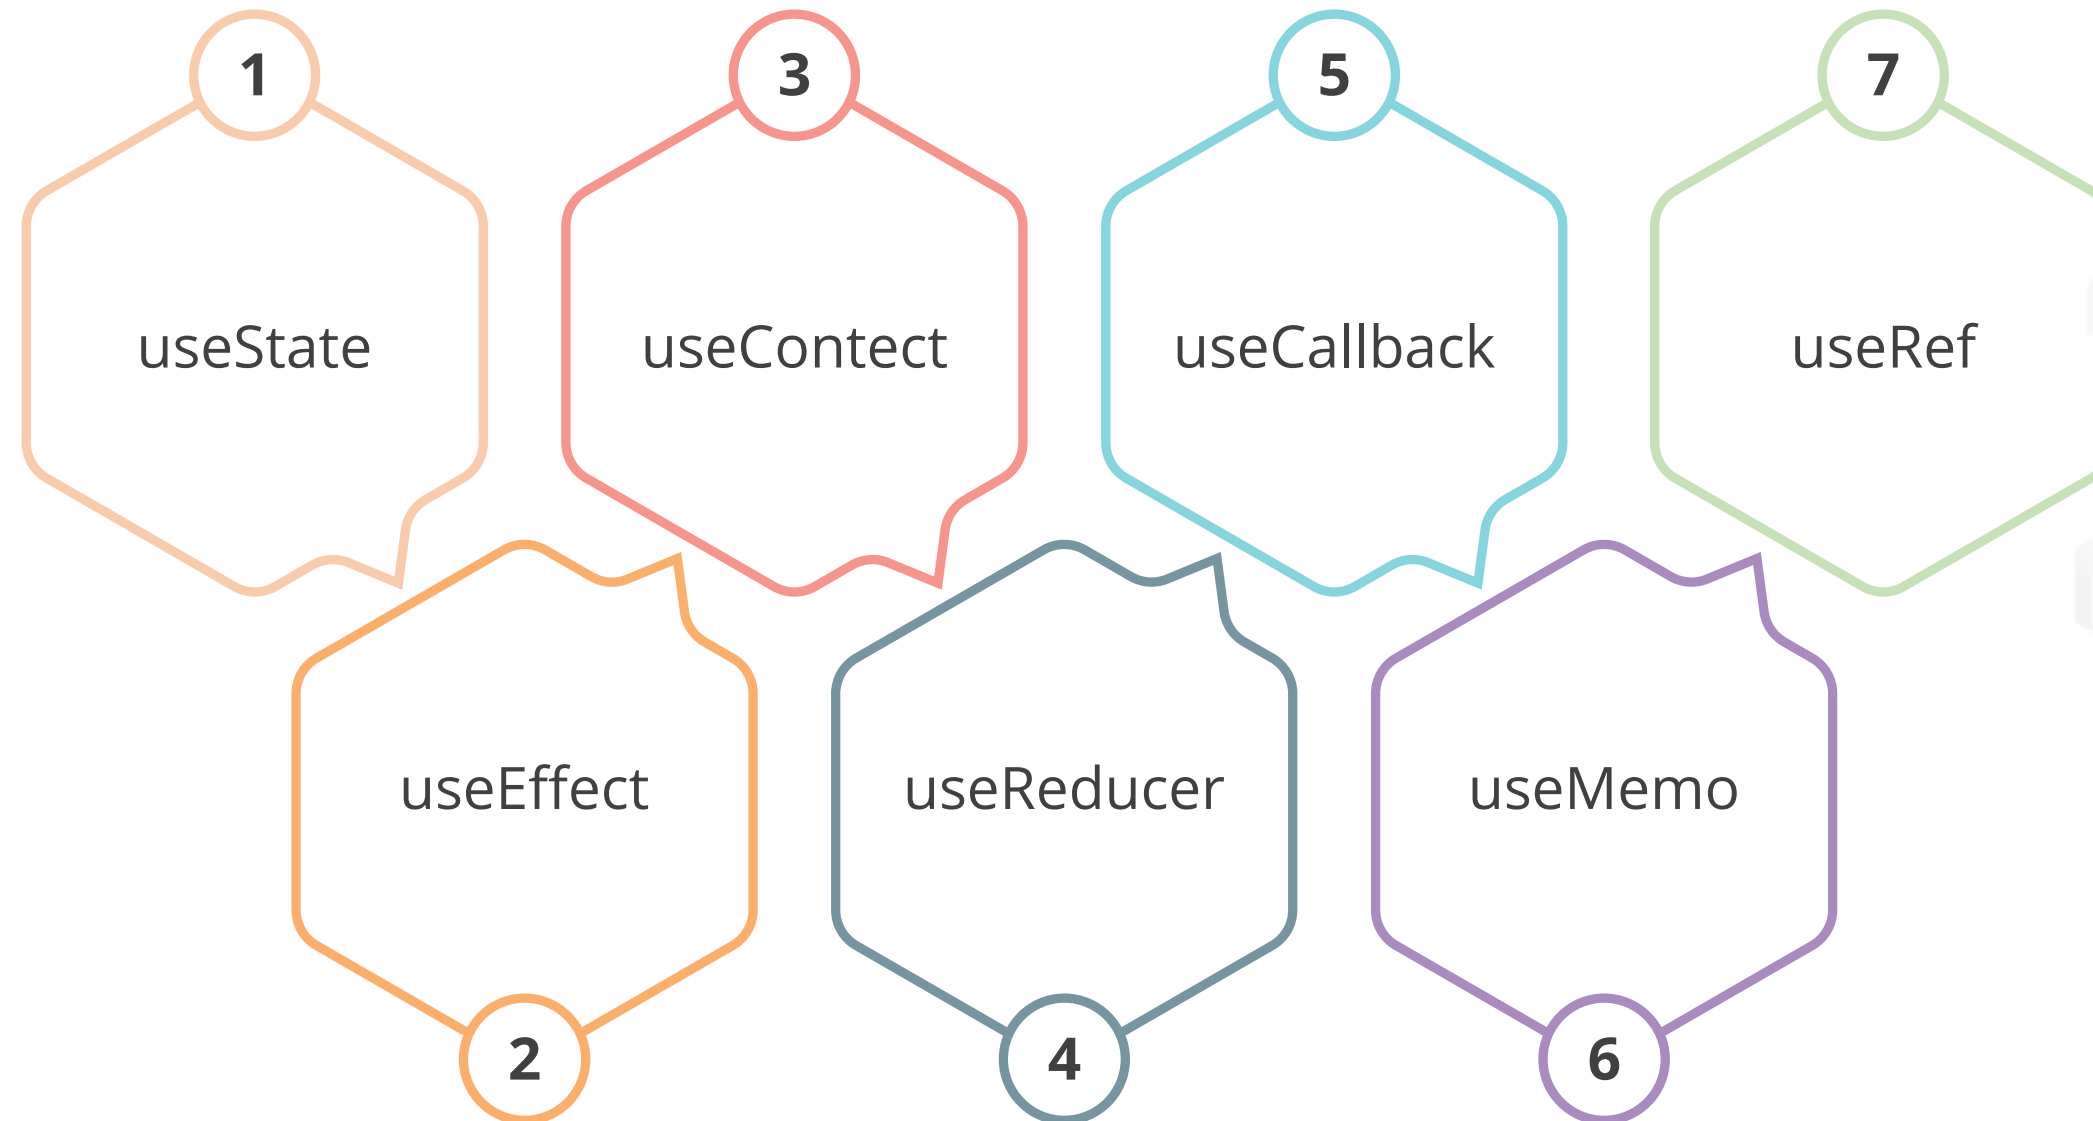 1
useState
2
useEffect
3
useContect
4
useReducer
5
useCallback
6
useMemo
7
useRef